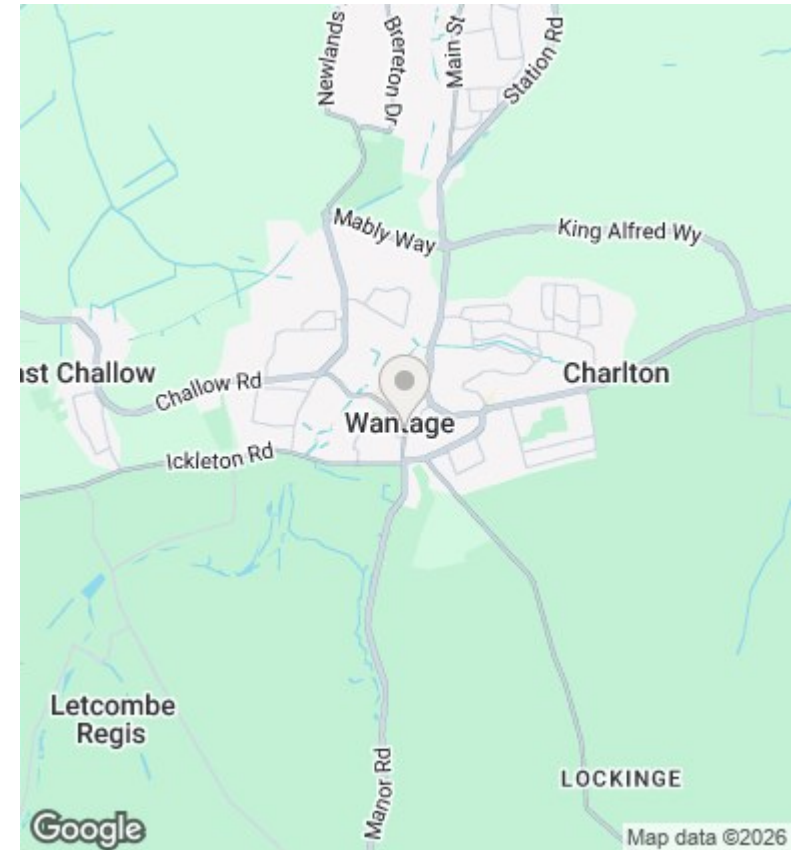 Newlands
Brereton Dr
Main St
Station Rd
Mably Way
King Alfred Wy
ast Challow
Challow Rd
Charlton
Wantage
Ickleton Rd
Letcombe
Regis
Manor Rd
LOCKINGE
Google
Map data ©2026